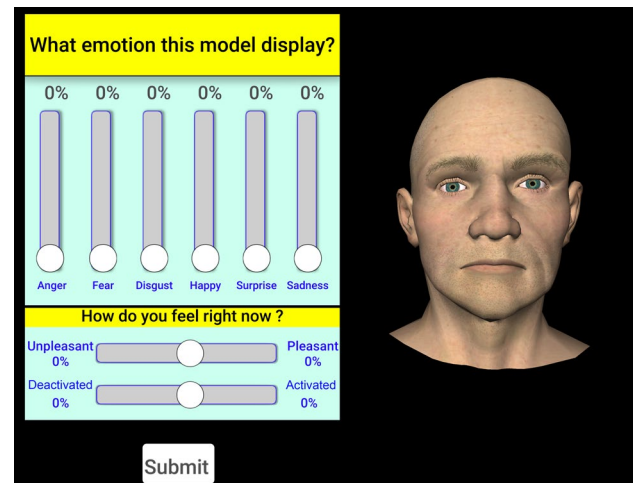 What emotion this model display?
0% 0% 0% 0% 0% 0%
Anger Fear Disgust Happy Surprise Sadness
How do you feel right now ?
Unpleasant Pleasant
0% 0%
Deactivated Activated
0% 0%
Submit